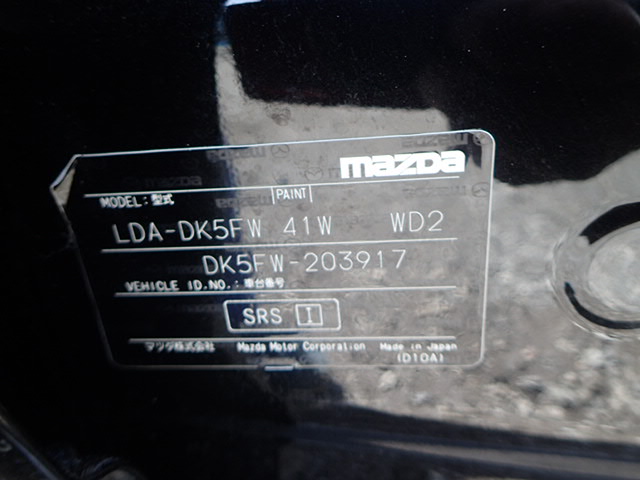 mazda
MODEL:型式 PAINT
LDA-DK5FW 41W WD2
DK5FW-203917
VEHICLE ID.NO.:車台番号
SRS I
マツダ株式会社 Mazda Motor Corporation Made in Japan
(D10A)